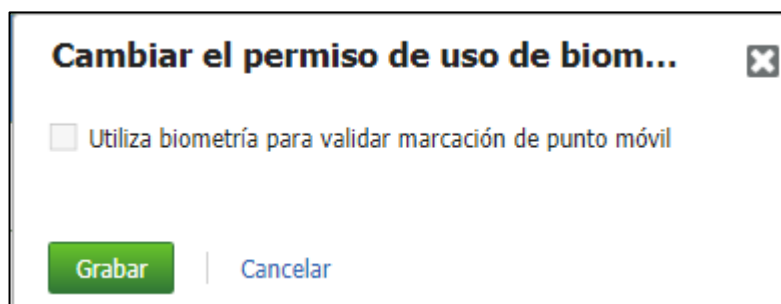 Cambiar el permiso de uso de biom...
Utiliza biometría para validar marcación de punto móvil
Grabar
Cancelar